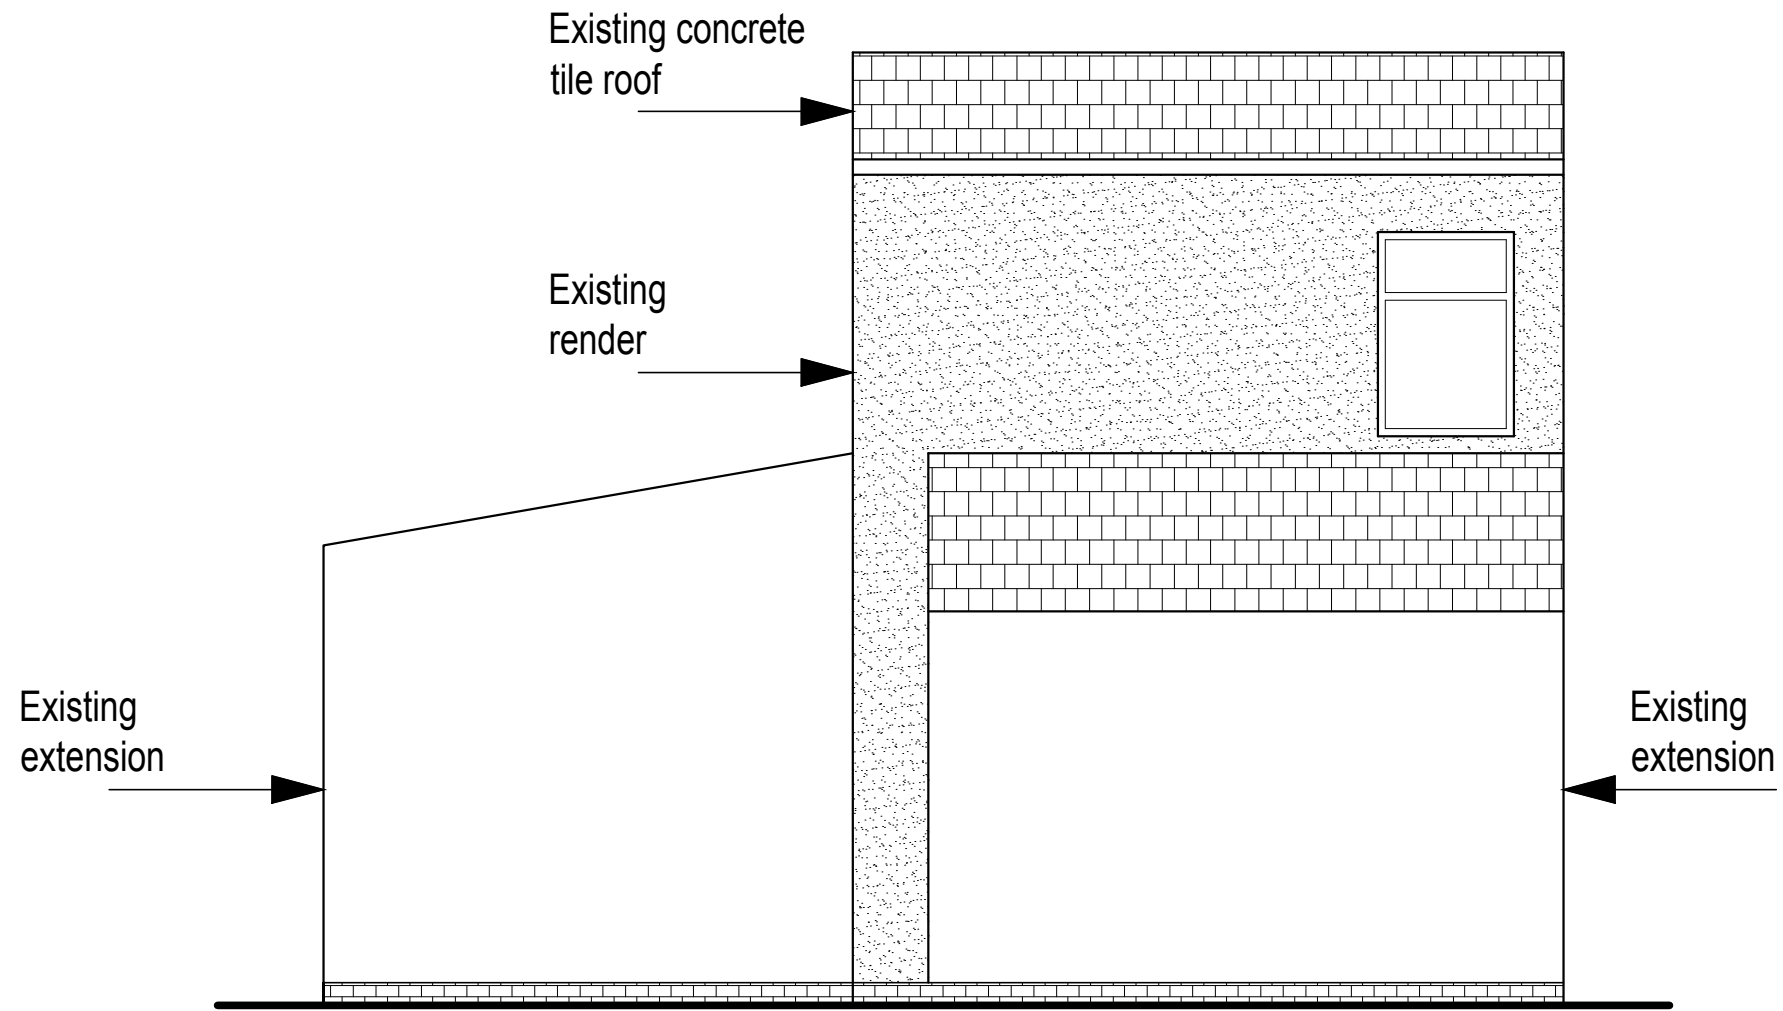 Existing concrete
tile roof
Existing
render
Existing
extension
Existing
extension